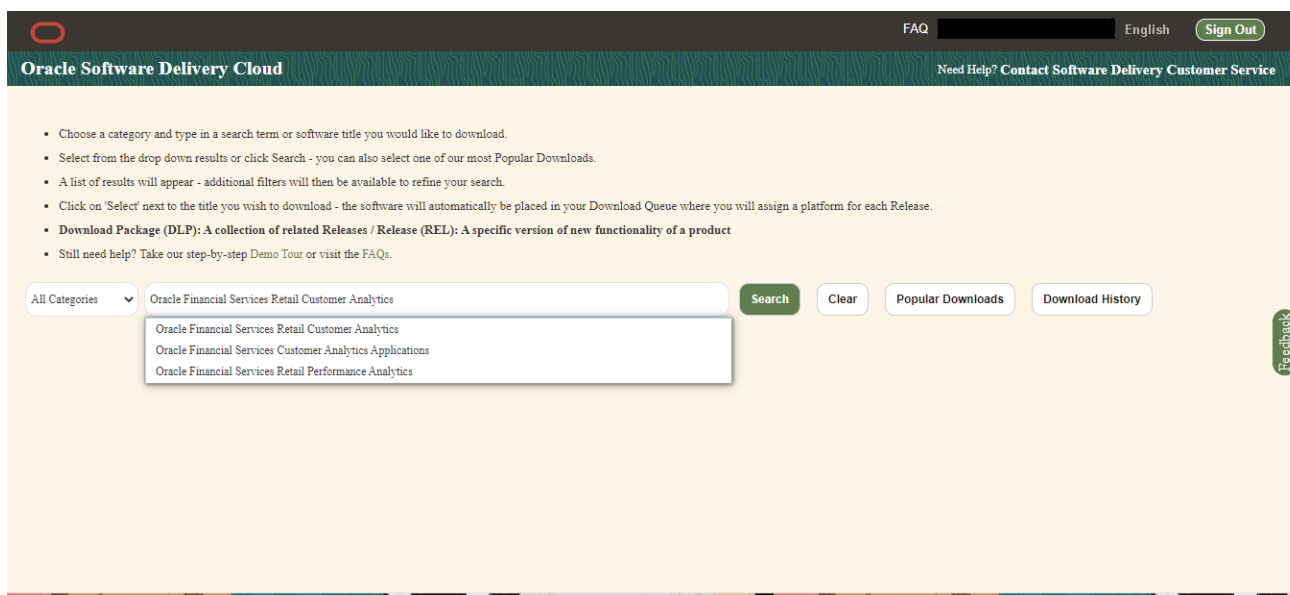 FAQ English Sign Out
Oracle Software Delivery Cloud Need Help? Contact Software Delivery Customer Service
• Choose a category and type in a search term or software title you would like to download.
• Select from the drop down results or click Search - you can also select one of our most Popular Downloads.
• A list of results will appear - additional filters will then be available to refine your search.
• Click on 'Select' next to the title you wish to download - the software will automatically be placed in your Download Queue where you will assign a platform for each Release.
• Download Package (DLP): A collection of related Releases / Release (REL): A specific version of new functionality of a product
• Still need help? Take our step-by-step Demo Tour or visit the FAQs.
All Categories Oracle Financial Services Retail Customer Analytics Search Clear Popular Downloads Download History
Oracle Financial Services Retail Customer Analytics
Oracle Financial Services Customer Analytics Applications
Oracle Financial Services Retail Performance Analytics
Feedback